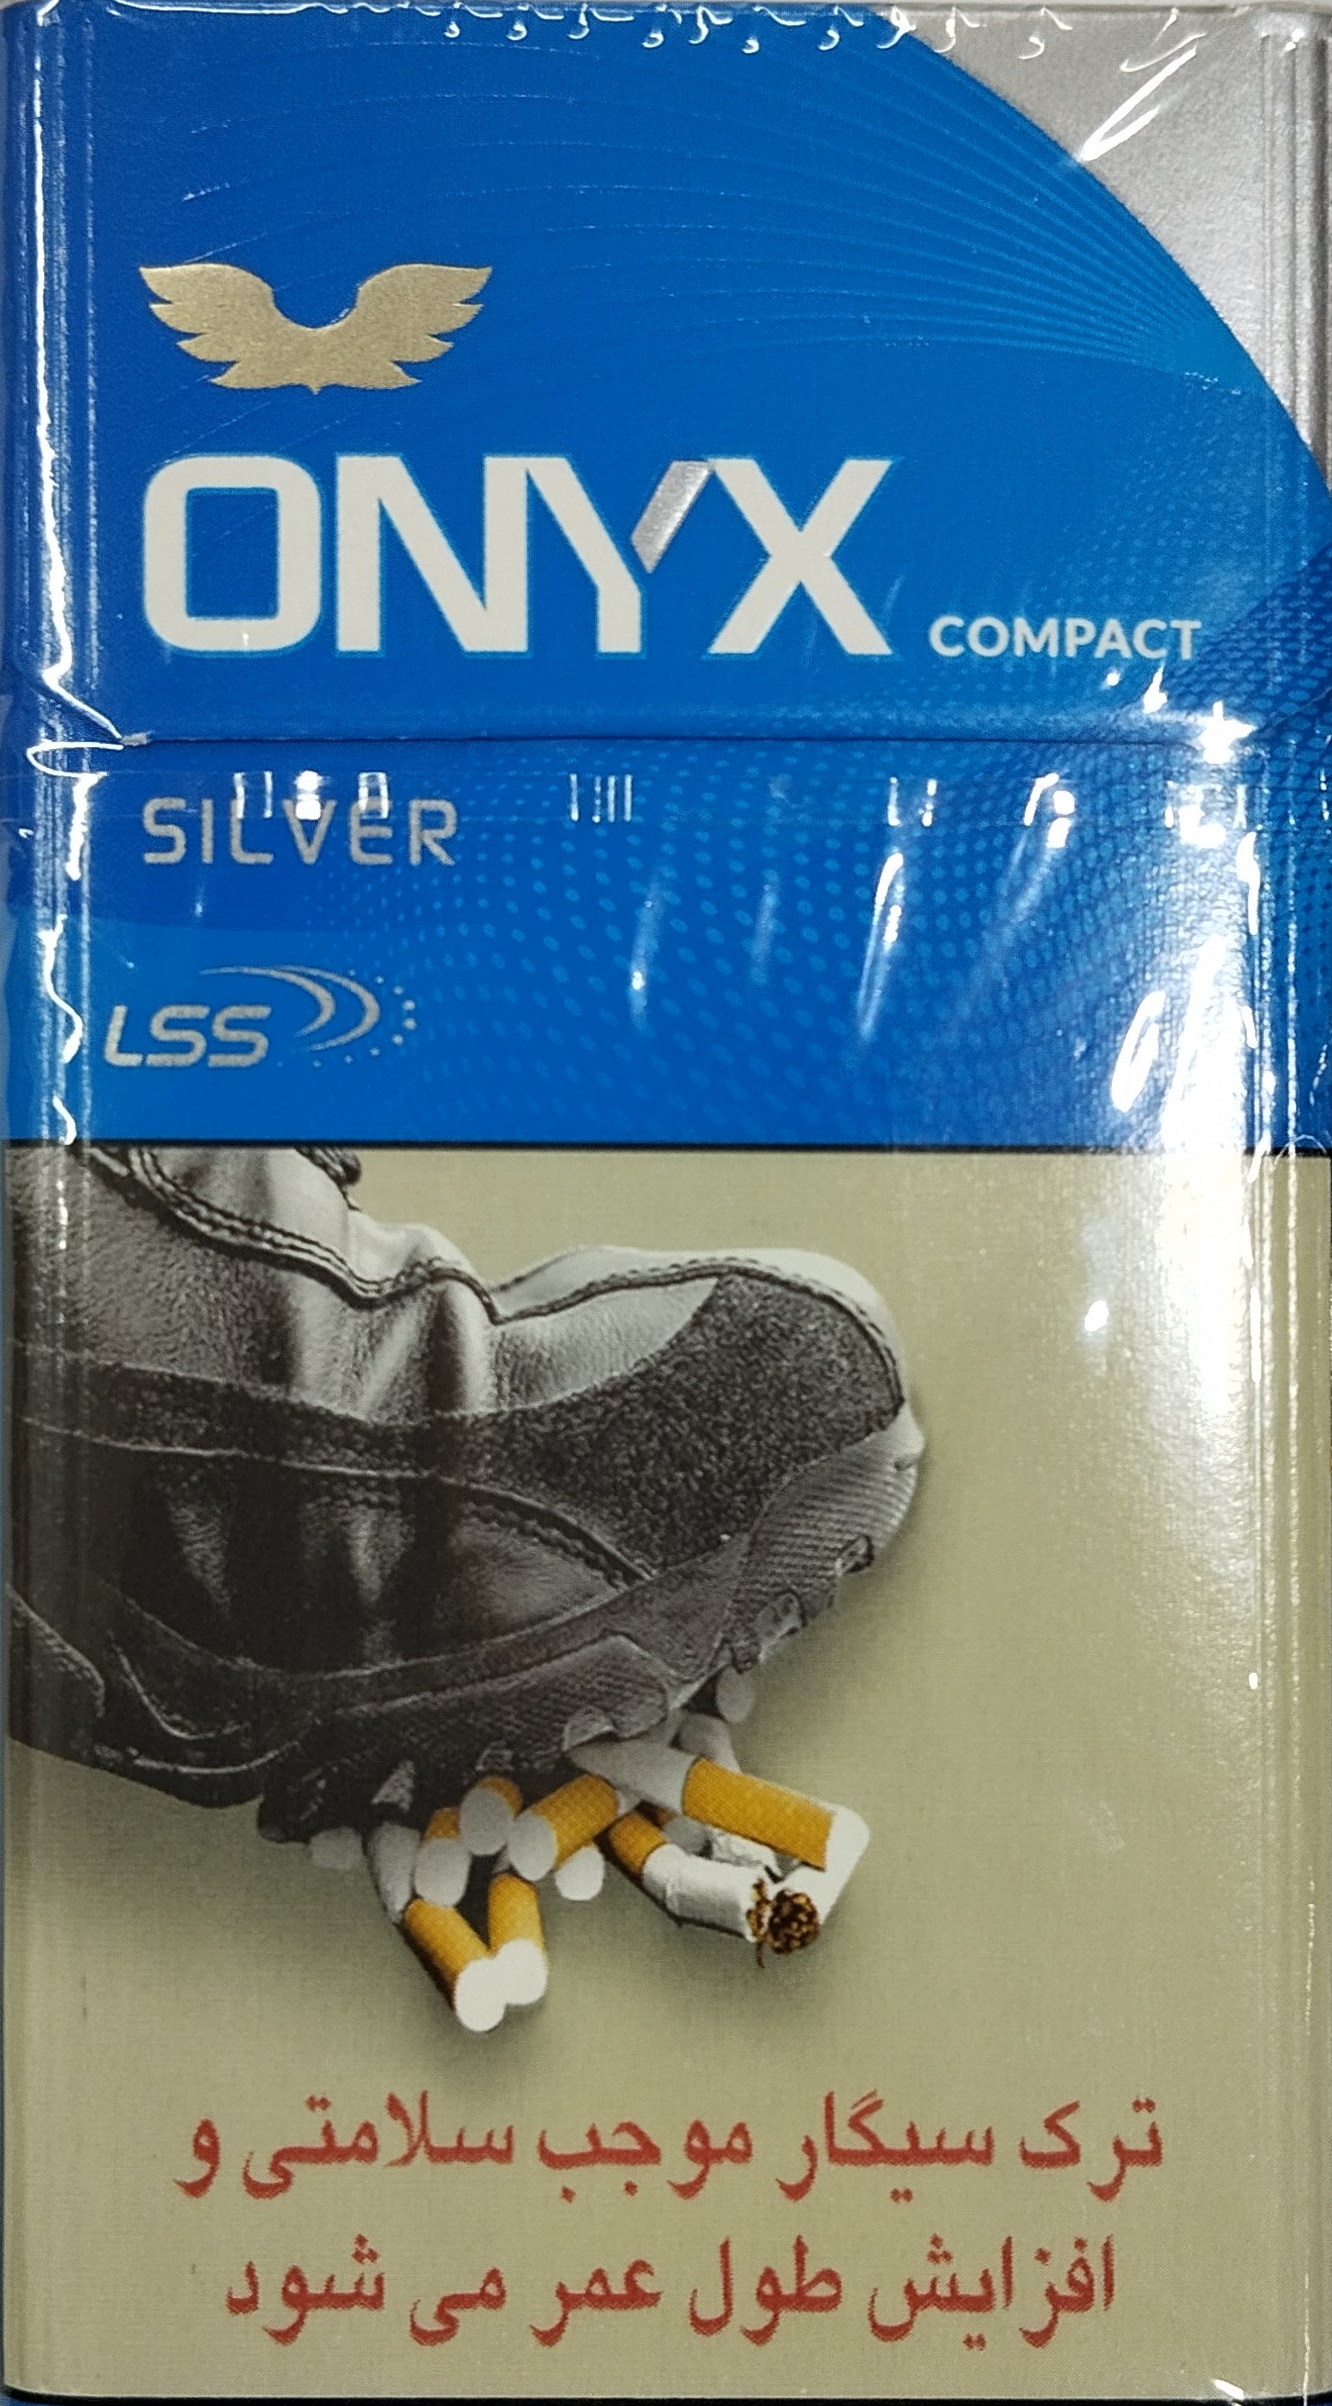 ONYX COMPACT
SILVER
LSS
ترک سیگار موجب سلامتی و
افزایش طول عمر می شود